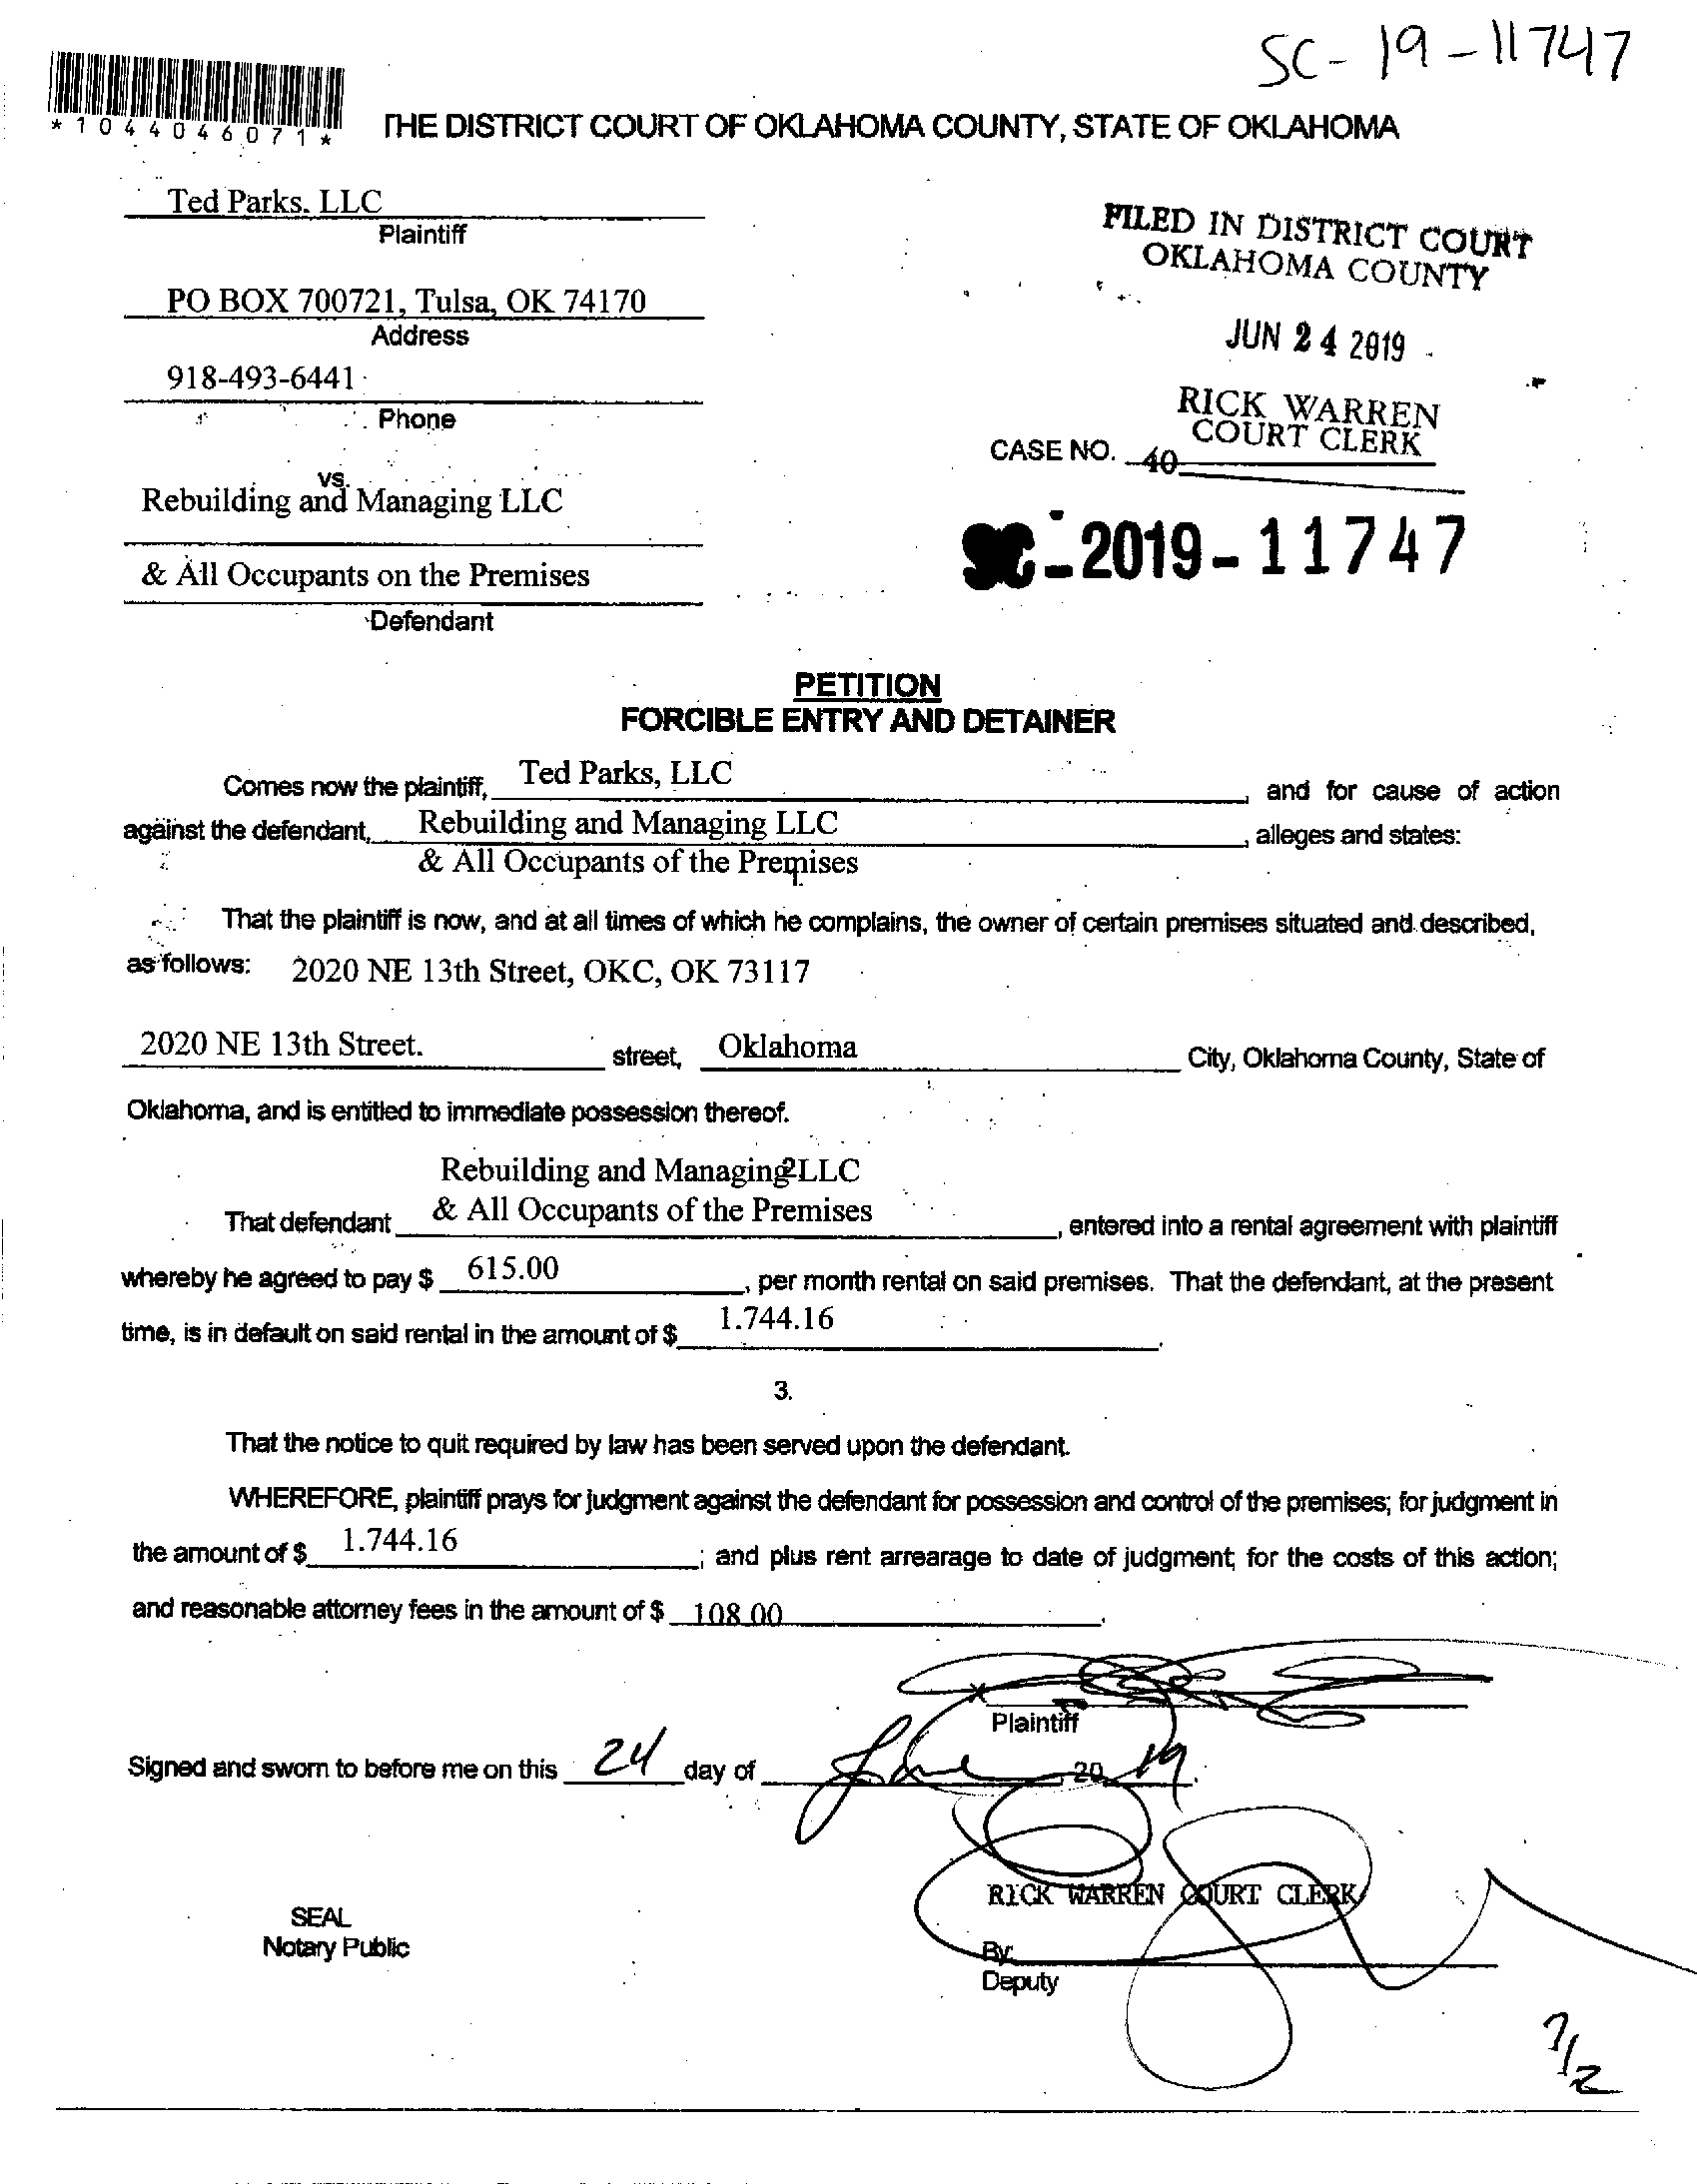 SC-19-11747
*1044046071*
THE DISTRICT COURT OF OKLAHOMA COUNTY, STATE OF OKLAHOMA
Ted Parks, LLC
Plaintiff
FILED IN DISTRICT COURT
OKLAHOMA COUNTY
PO BOX 700721, Tulsa, OK 74170
Address
JUN 24 2019
918-493-6441
Phone
RICK WARREN
COURT CLERK
CASE NO.
40
vs.
Rebuilding and Managing LLC
SC-2019-11747
& All Occupants on the Premises
Defendant
PETITION
FORCIBLE ENTRY AND DETAINER
Comes now the plaintiff, Ted Parks, LLC, and for cause of action
against the defendant, Rebuilding and Managing LLC, alleges and states:
& All Occupants of the Premises
That the plaintiff is now, and at all times of which he complains, the owner of certain premises situated and described,
as follows: 2020 NE 13th Street, OKC, OK 73117
2020 NE 13th Street. street, Oklahoma City, Oklahoma County, State of
Oklahoma, and is entitled to immediate possession thereof.
2
Rebuilding and Managing LLC
That defendant & All Occupants of the Premises, entered into a rental agreement with plaintiff
whereby he agreed to pay $ 615.00, per month rental on said premises. That the defendant, at the present
time, is in default on said rental in the amount of $ 1.744.16.
3.
That the notice to quit required by law has been served upon the defendant.
WHEREFORE, plaintiff prays for judgment against the defendant for possession and control of the premises; for judgment in
the amount of $ 1.744.16; and plus rent arrearage to date of judgment; for the costs of this action;
and reasonable attorney fees in the amount of $ 108.00.
x
Plaintiff
Signed and sworn to before me on this 24 day of June, 20 19.
RICK WARREN COURT CLERK
SEAL
Notary Public
By:
Deputy
7/2